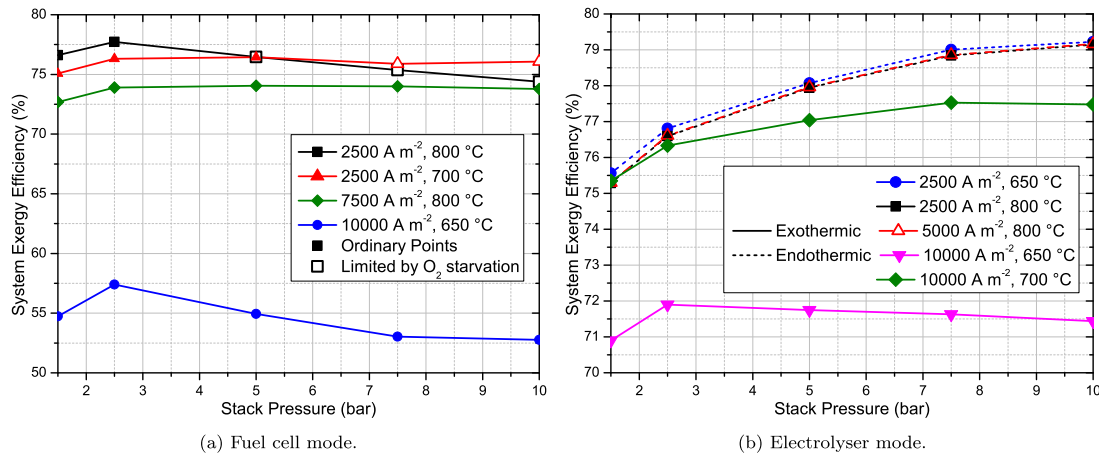 System Exergy Efficiency (%)
80
75
70
65
60
55
50
2500 A m⁻², 800 °C
2500 A m⁻², 700 °C
7500 A m⁻², 800 °C
10000 A m⁻², 650 °C
Ordinary Points
Limited by O₂ starvation
2 3 4 5 6 7 8 9 10
Stack Pressure (bar)
(a) Fuel cell mode.
System Exergy Efficiency (%)
80
79
78
77
76
75
74
73
72
71
70
2500 A m⁻², 650 °C
2500 A m⁻², 800 °C
Exothermic 5000 A m⁻², 800 °C
Endothermic 10000 A m⁻², 650 °C
10000 A m⁻², 700 °C
2 3 4 5 6 7 8 9 10
Stack Pressure (bar)
(b) Electrolyser mode.